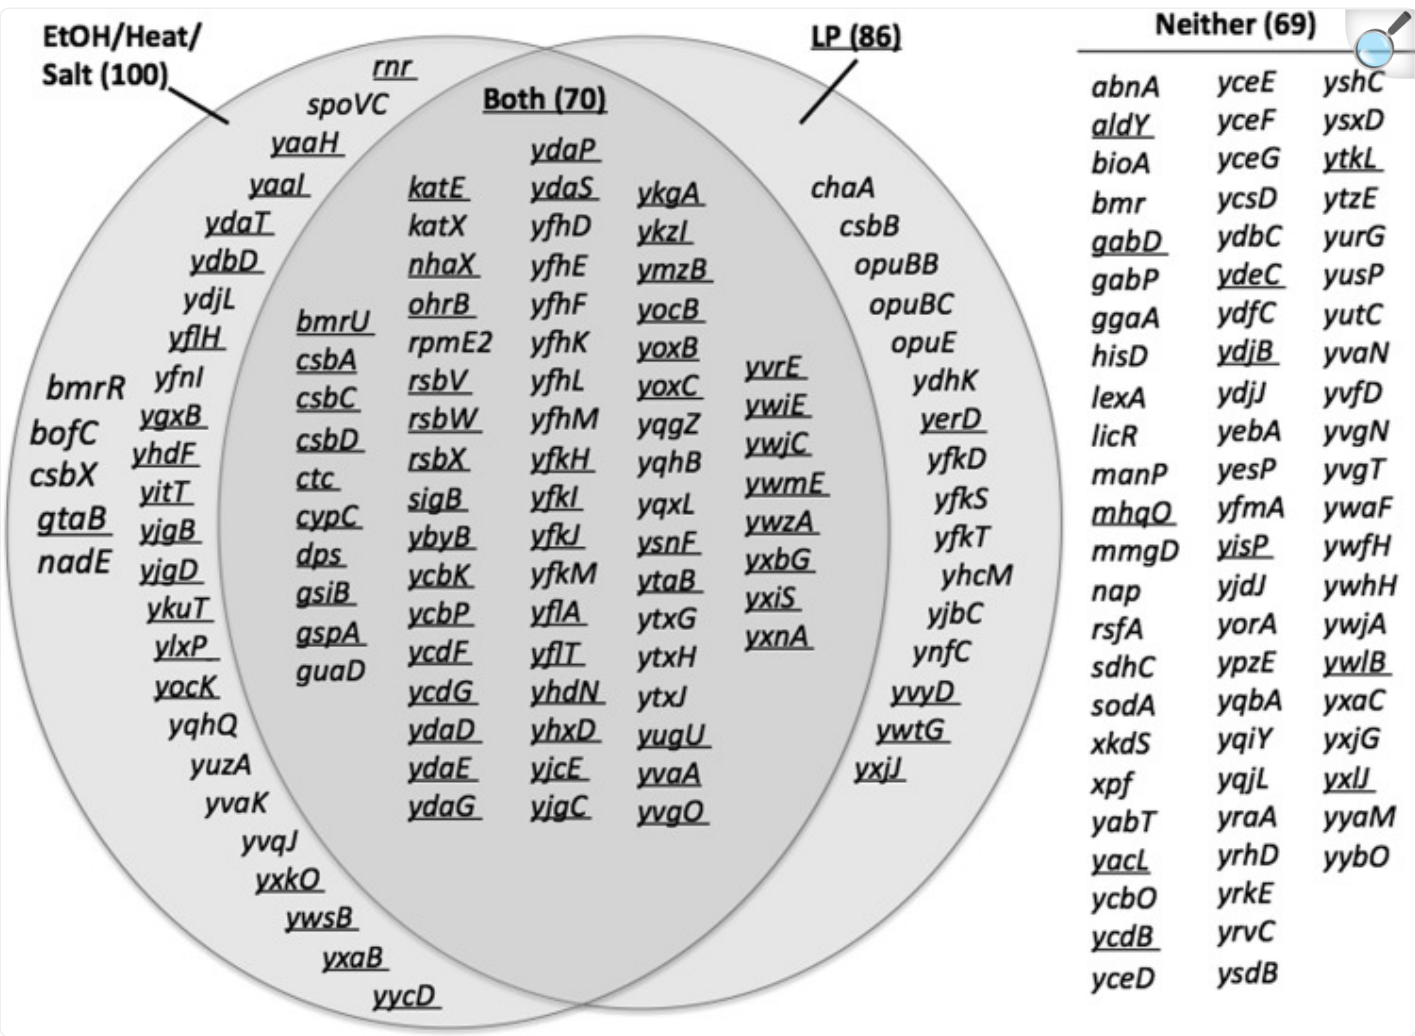 EtOH/Heat/
Salt (100)
rnr
spoVC
yaaH
yaaI
ydaT
ydbD
ydjL
yflH
yfnI
ygxB
yhdF
yitT
yjgB
yjgD
ykuT
ylxP
yocK
yqhQ
yuzA
yvaK
yvqJ
yxkO
ywsB
yxaB
yycD
bmrR
bofC
csbX
gtaB
nadE
Both (70)
bmrU
csbA
csbC
csbD
ctc
cypC
dps
gsiB
gspA
guaD
katE
katX
nhaX
ohrB
rpmE2
rsbV
rsbW
rsbX
sigB
ybyB
ycbK
ycbP
ycdF
ycdG
ydaD
ydaE
ydaG
ydaP
ydaS
yfhD
yfhE
yfhF
yfhK
yfhL
yfhM
yfkH
yfkI
yfkJ
yfkM
yflA
yflT
yhdN
yhxD
yjcE
yjgC
ykgA
ykzI
ymzB
yocB
yoxB
yoxC
yqgZ
yqhB
yqxL
ysnF
ytaB
ytxG
ytxH
ytxJ
yugU
yvaA
yvgO
yvrE
ywiE
ywjC
ywmE
ywzA
yxbG
yxiS
yxnA
LP (86)
chaA
csbB
opuBB
opuBC
opuE
ydhK
yerD
yfkD
yfkS
yfkT
yhcM
yjbC
ynfC
yvyD
ywtG
yxjJ
Neither (69)
abnA
aldY
bioA
bmr
gabD
gabP
ggaA
hisD
lexA
licR
manP
mhqO
mmgD
nap
rsfA
sdhC
sodA
xkdS
xpf
yabT
yacL
ycbO
ycdB
yceD
yceE
yceF
yceG
ycsD
ydbC
ydeC
ydfC
ydjB
ydjJ
yebA
yesP
yfmA
yisP
yjdJ
yorA
ypzE
yqbA
yqiY
yqjL
yraA
yrhD
yrkE
yrvC
ysdB
yshC
ysxD
ytkL
ytzE
yurG
yusP
yutC
yvaN
yvfD
yvgN
yvgT
ywaF
ywfH
ywhH
ywjA
ywlB
yxaC
yxjG
yxlJ
yyaM
yybO